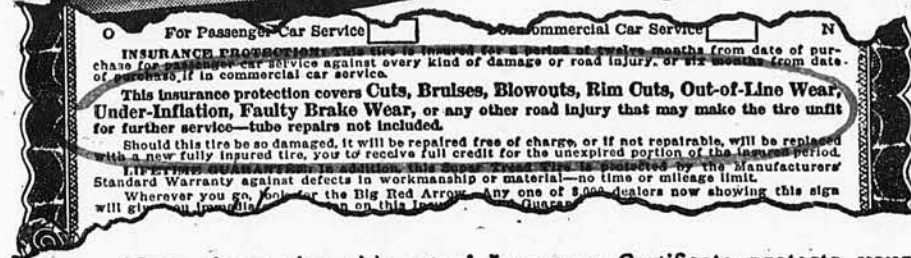 O For Passenger Car Service Commercial Car Service N
INSURANCE PROTECTION: This tire is insured for a period of twelve months from date of pur-
chase for passenger car service against every kind of damage or road injury, or six months from date
of purchase, if in commercial car service.
This insurance protection covers Cuts, Bruises, Blowouts, Rim Cuts, Out-of-Line Wear,
Under-Inflation, Faulty Brake Wear, or any other road injury that may make the tire unfit
for further service—tube repairs not included.
Should this tire be so damaged, it will be repaired free of charge, or if not repairable, will be replaced
with a new fully insured tire, you to receive full credit for the unexpired portion of the insured period.
LIFETIME GUARANTEE: In addition, this Super Tread Tire is protected by the Manufacturers'
Standard Warranty against defects in workmanship or material—no time or mileage limit.
Wherever you go, look for the Big Red Arrow. Any one of 8,000 dealers now showing this sign
will give you on this
Certificate protects your